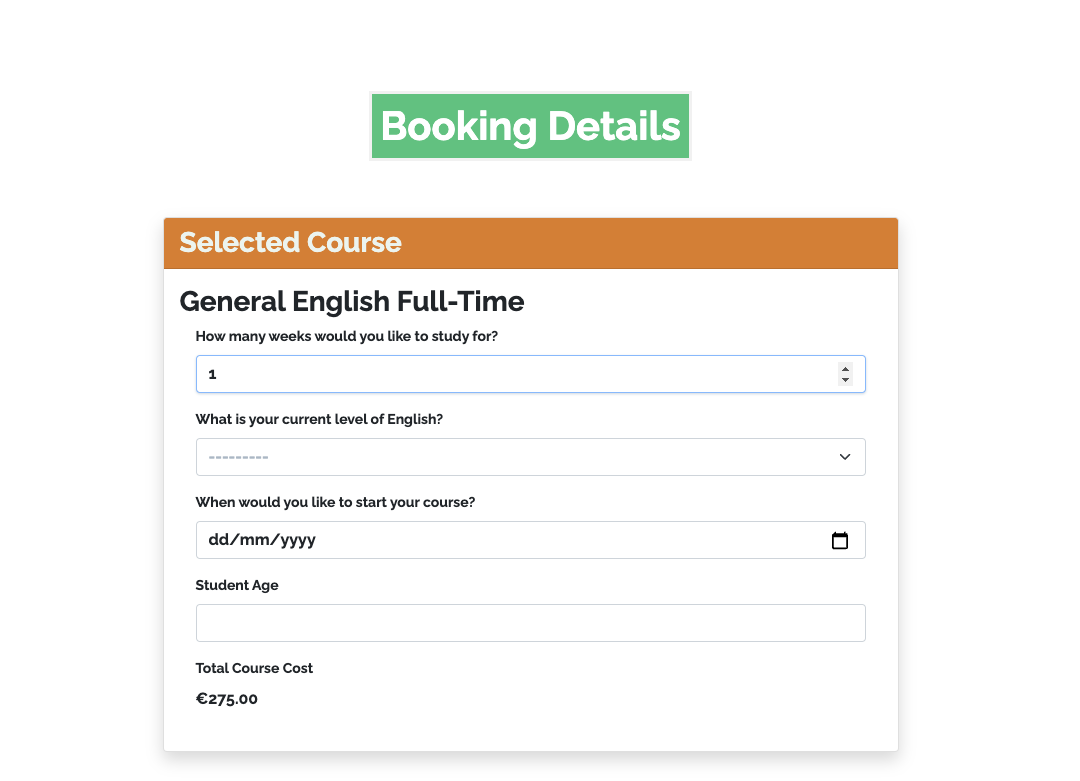 Booking Details
Selected Course
General English Full-Time
How many weeks would you like to study for?
1
What is your current level of English?
---------
When would you like to start your course?
dd/mm/yyyy
Student Age
Total Course Cost
€275.00